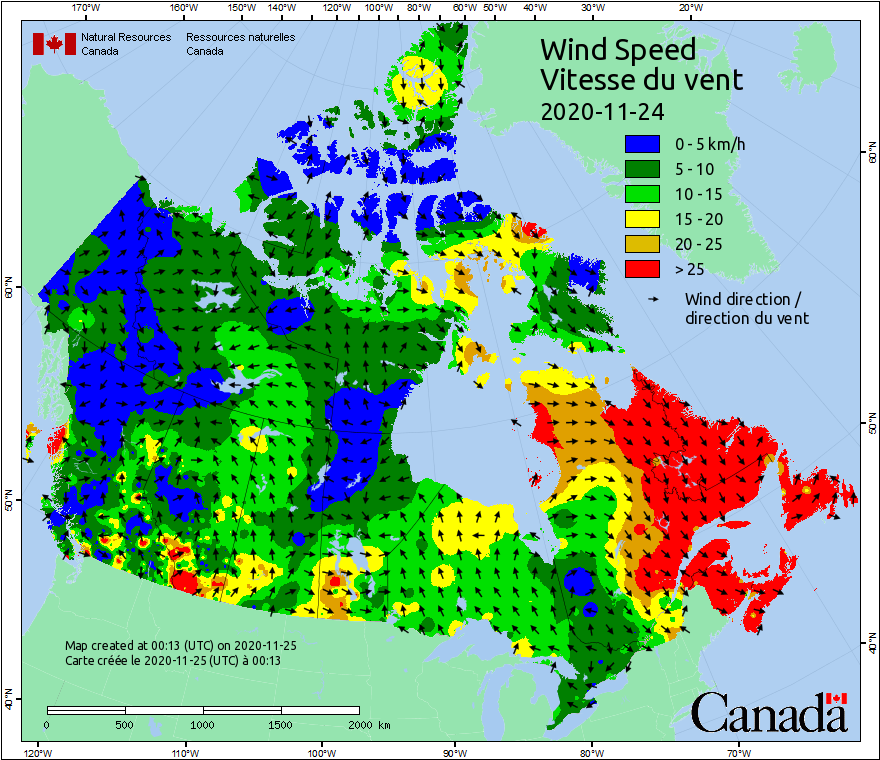 170°W 160°W 150°W 140°W 130°W 120°W 110°W 100°W 90°W 80°W 70°W 60°W 50°W 40°W 30°W 20°W
Natural Resources Canada
Ressources naturelles Canada
Wind Speed
Vitesse du vent
2020-11-24
0 - 5 km/h
5 - 10
10 - 15
15 - 20
20 - 25
> 25
Wind direction /
direction du vent
60°N
50°N
40°N
60°N
50°N
40°N
Map created at 00:13 (UTC) on 2020-11-25
Carte créée le 2020-11-25 (UTC) à 00:13
0 500 1000 1500 2000 km
Canada
120°W 110°W 100°W 90°W 80°W 70°W